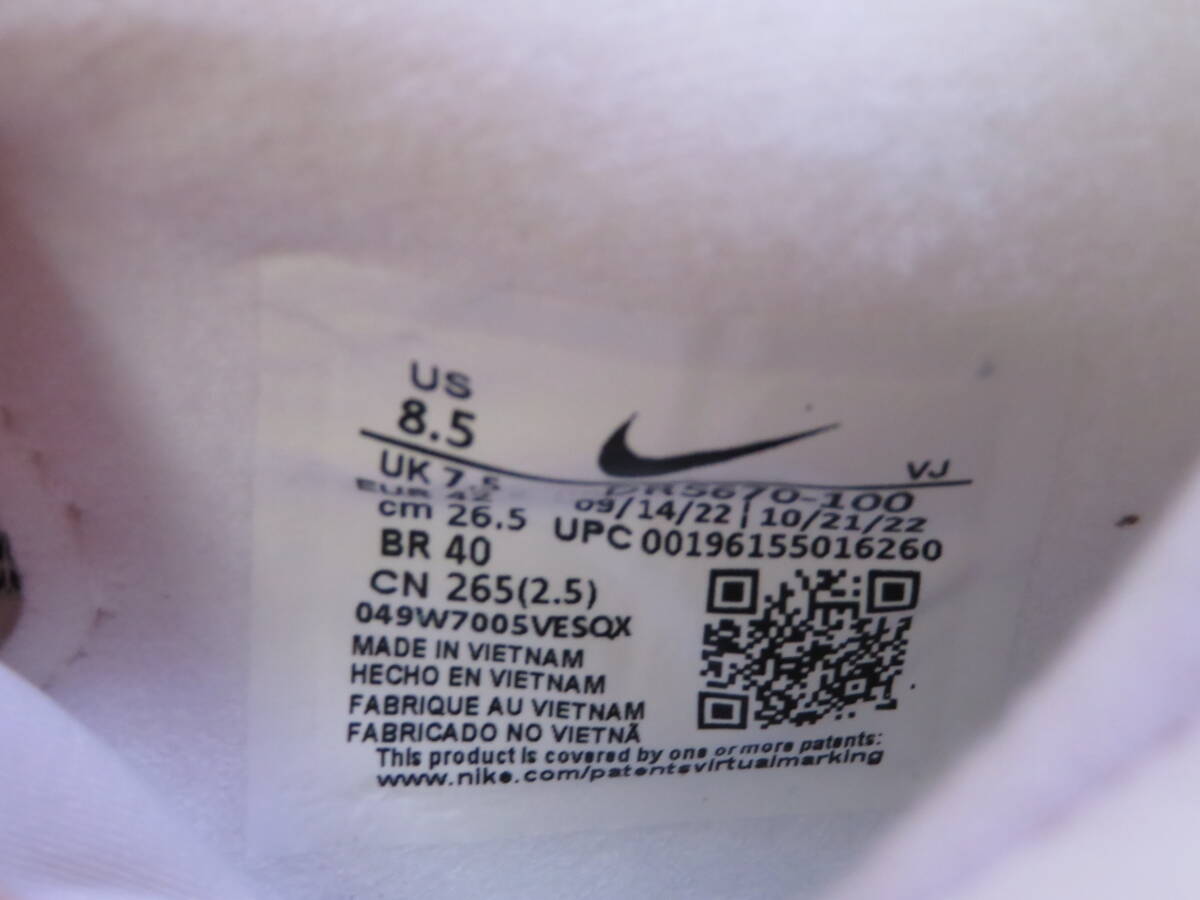 US
8.5
UK 7.5
EUR 42
cm 26.5
BR 40
CN 265(2.5)
049W7005VESQX
MADE IN VIETNAM
HECHO EN VIETNAM
FABRIQUE AU VIETNAM
FABRICADO NO VIETNÃ
This product is covered by one or more patents:
www.nike.com/patentsvirtualmarking
VJ
09/14/22 | 10/21/22
UPC 00196155016260